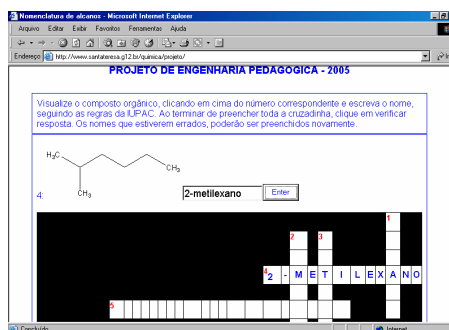 Nomenclatura de alcanos - Microsoft Internet Explorer
Arquivo Editar Exibir Favoritos Ferramentas Ajuda
Endereço http://www.santateresa.g12.br/quimica/projeto/
PROJETO DE ENGENHARIA PEDAGOGICA - 2005
Visualize o composto orgânico, clicando em cima do número correspondente e escreva o nome,
seguindo as regras da IUPAC. Ao terminar de preencher toda a cruzadinha, clique em verificar
resposta. Os nomes que estiverem errados, poderão ser preenchidos novamente.
H₃C
CH₃
4: CH₃ 2-metilexano Enter
1
2 3
4 2 - M E T I L E X A N O
5
Concluído Internet